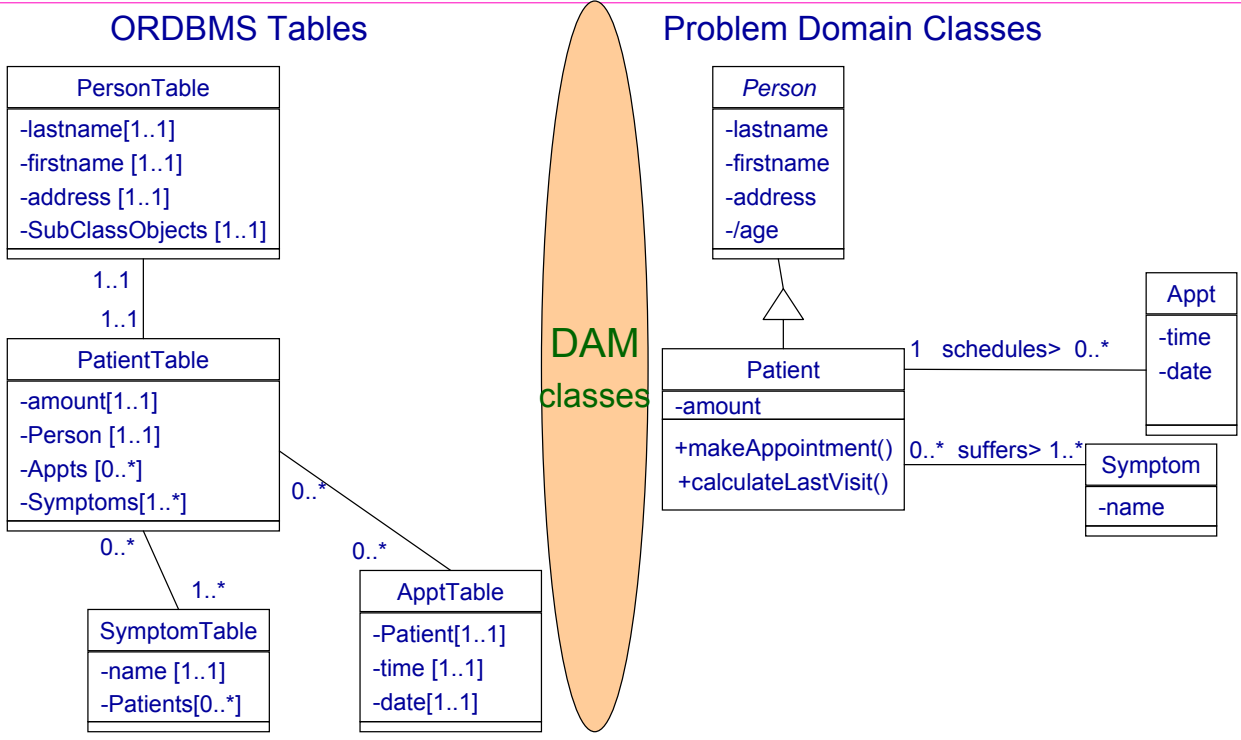 ORDBMS Tables
PersonTable
-lastname[1..1]
-firstname [1..1]
-address [1..1]
-SubClassObjects [1..1]
1..1
1..1
PatientTable
-amount[1..1]
-Person [1..1]
-Appts [0..*]
-Symptoms[1..*]
0..*
0..*
0..*
1..*
SymptomTable
-name [1..1]
-Patients[0..*]
ApptTable
-Patient[1..1]
-time [1..1]
-date[1..1]
DAM
classes
Problem Domain Classes
Person
-lastname
-firstname
-address
-/age
Patient
-amount
+makeAppointment()
+calculateLastVisit()
1 schedules> 0..*
Appt
-time
-date
0..* suffers> 1..*
Symptom
-name